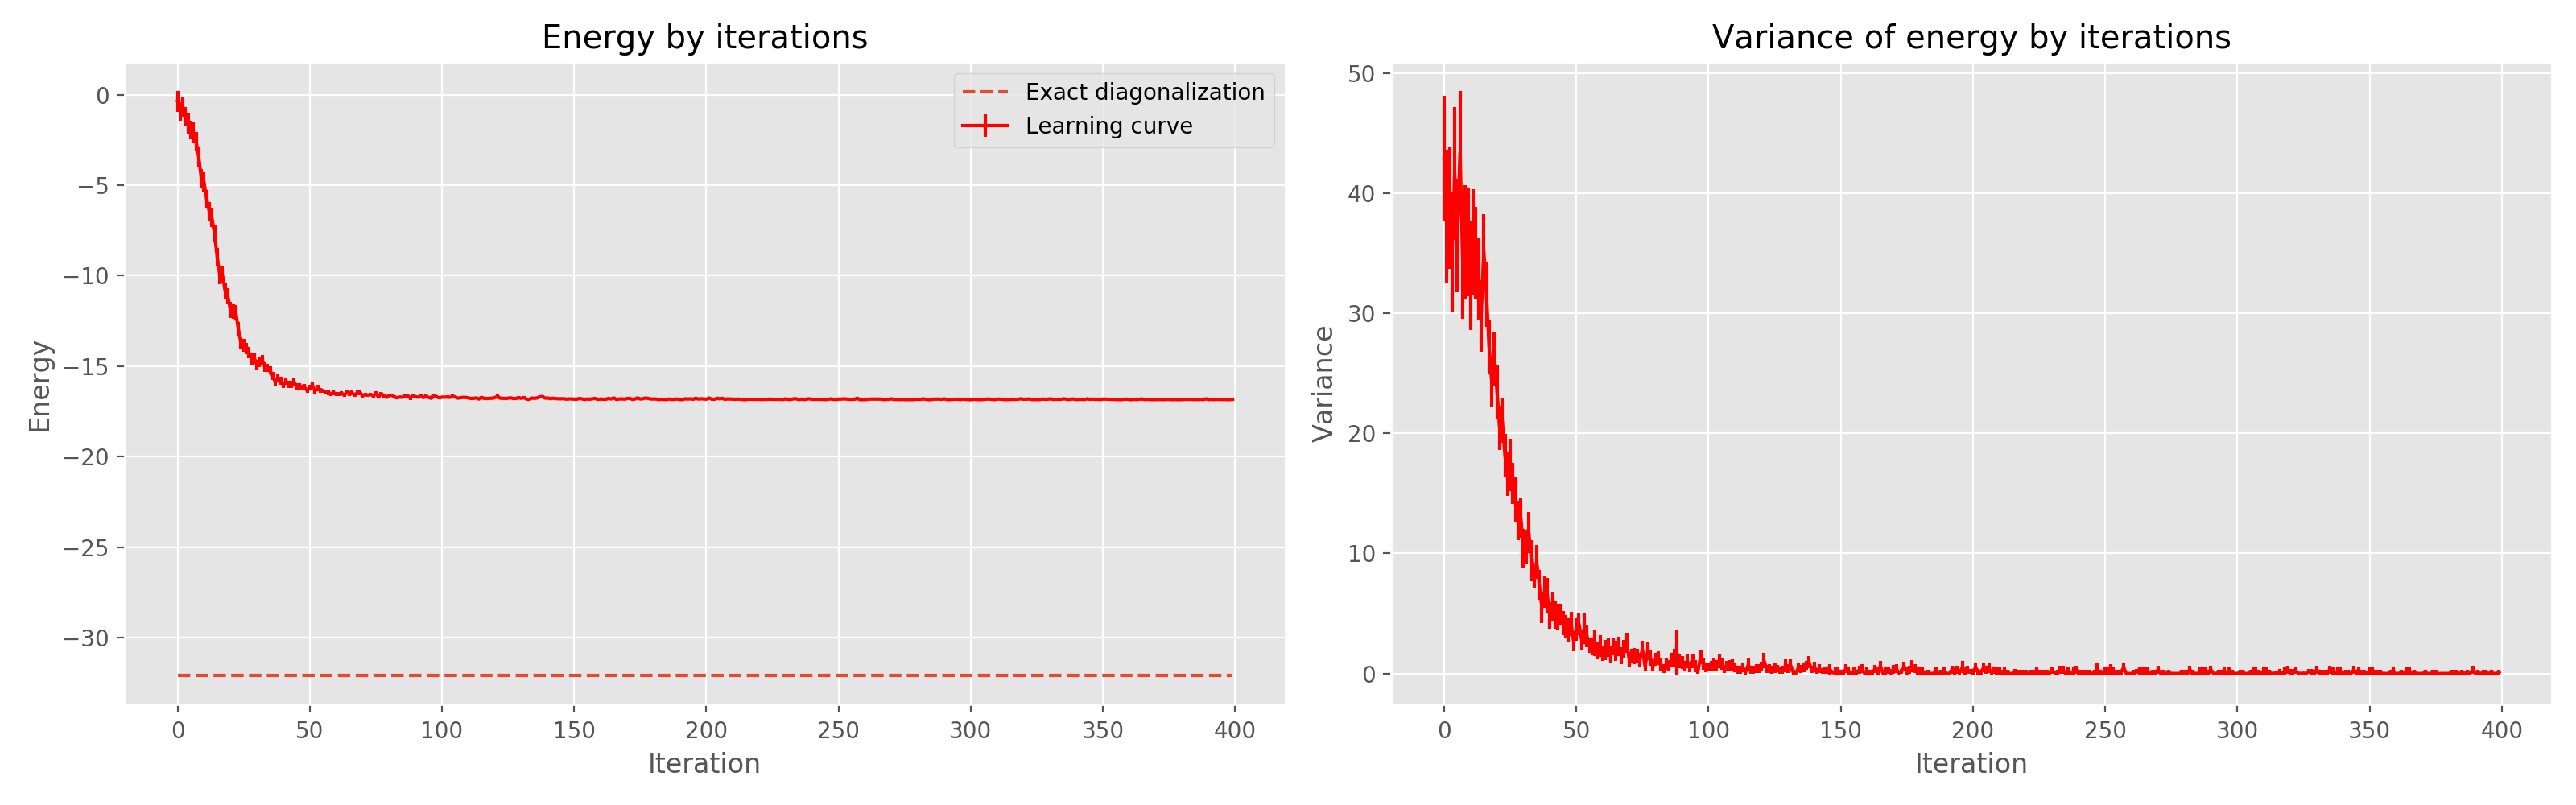 Energy by iterations
Exact diagonalization
Learning curve
0
−5
−10
−15
−20
−25
−30
Energy
0 50 100 150 200 250 300 350 400
Iteration
Variance of energy by iterations
50
40
30
20
10
0
Variance
0 50 100 150 200 250 300 350 400
Iteration